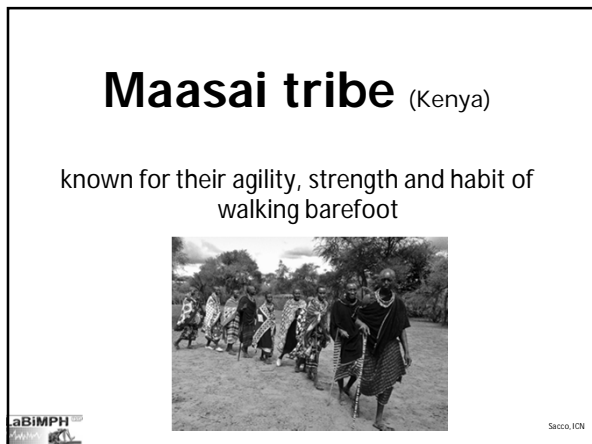 Maasai tribe (Kenya)
known for their agility, strength and habit of
walking barefoot
LaBiMPH
Sacco, ICN